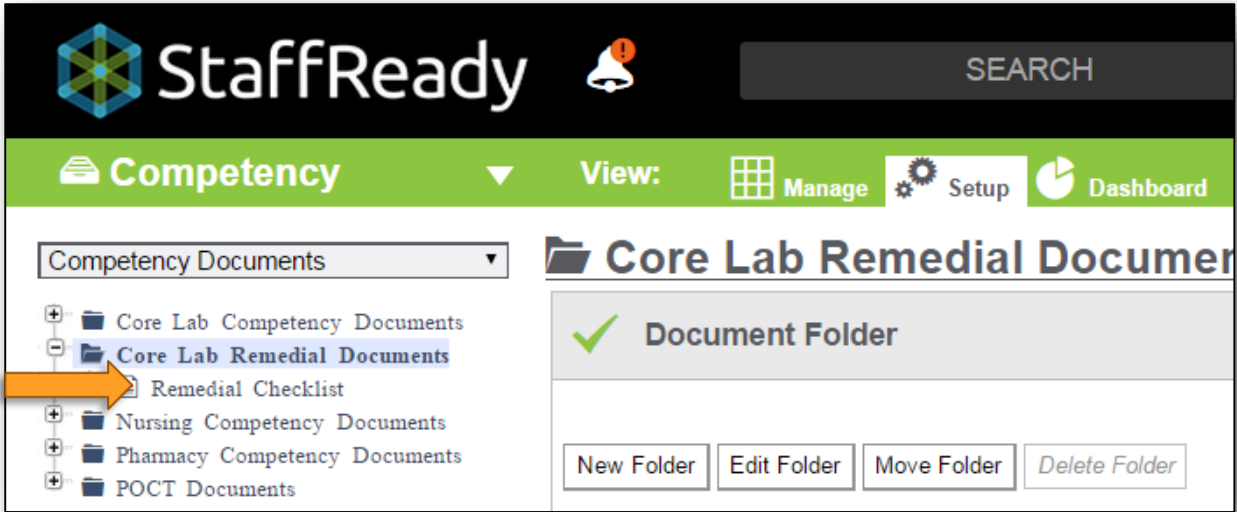 StaffReady ! SEARCH
Competency View: Manage Setup Dashboard
Competency Documents
Core Lab Competency Documents
Core Lab Remedial Documents
Remedial Checklist
Nursing Competency Documents
Pharmacy Competency Documents
POCT Documents
Core Lab Remedial Documen
Document Folder
New Folder Edit Folder Move Folder Delete Folder